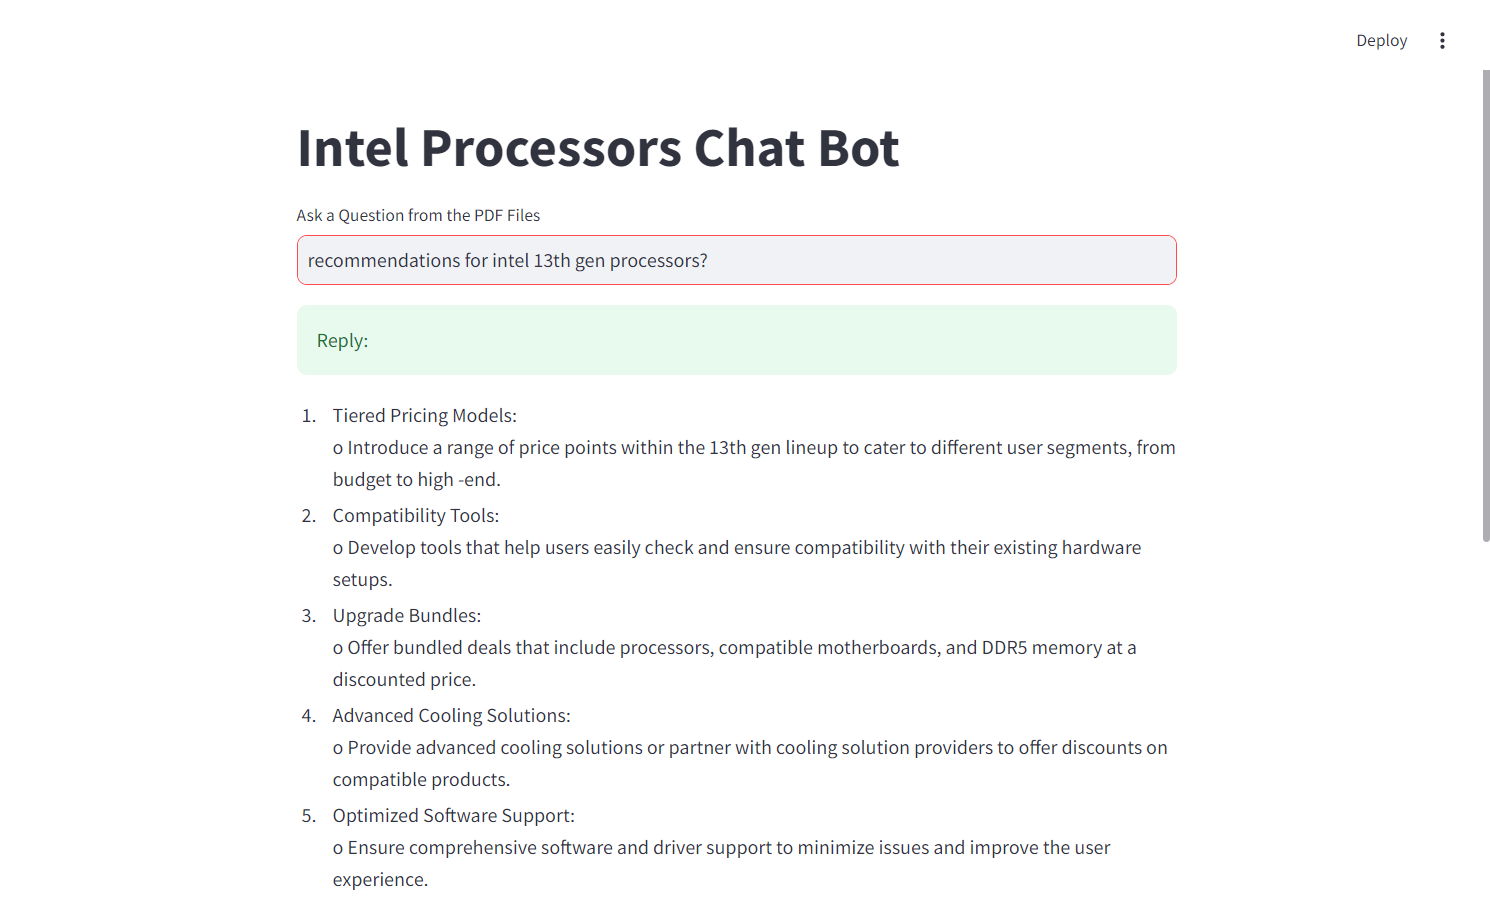 Deploy
Intel Processors Chat Bot
Ask a Question from the PDF Files
recommendations for intel 13th gen processors?
Reply:
1. Tiered Pricing Models:
o Introduce a range of price points within the 13th gen lineup to cater to different user segments, from
budget to high -end.
2. Compatibility Tools:
o Develop tools that help users easily check and ensure compatibility with their existing hardware
setups.
3. Upgrade Bundles:
o Offer bundled deals that include processors, compatible motherboards, and DDR5 memory at a
discounted price.
4. Advanced Cooling Solutions:
o Provide advanced cooling solutions or partner with cooling solution providers to offer discounts on
compatible products.
5. Optimized Software Support:
o Ensure comprehensive software and driver support to minimize issues and improve the user
experience.